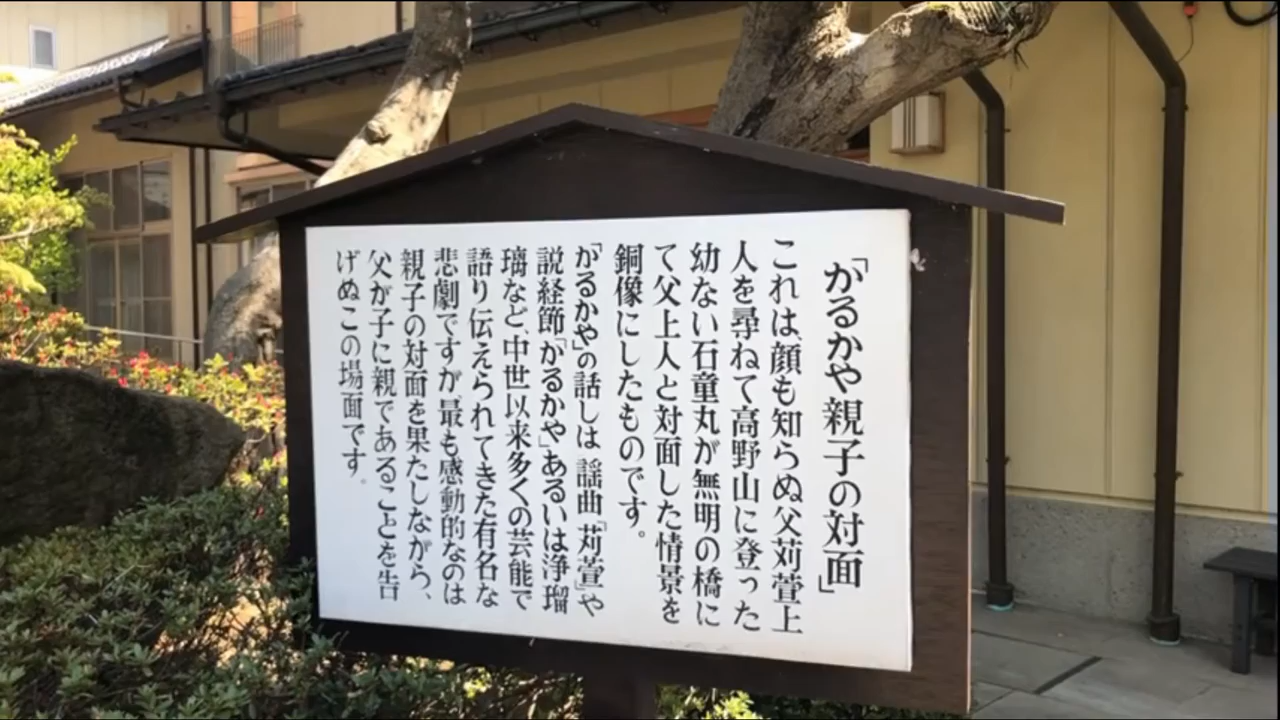 「かるかや親子の対面」
これは、顔も知らぬ父苅萱上
人を尋ねて高野山に登った
幼ない石童丸が無明の橋に
て父上人と対面した情景を
銅像にしたものです。
「かるかや」の話しは 謡曲「苅萱」や
説経節「かるかや」あるいは浄瑠
璃など、中世以来多くの芸能で
語り伝えられてきた有名な
悲劇ですが、最も感動的なのは
親子の対面を果たしながら、
父が子に親であることを告
げぬこの場面です。